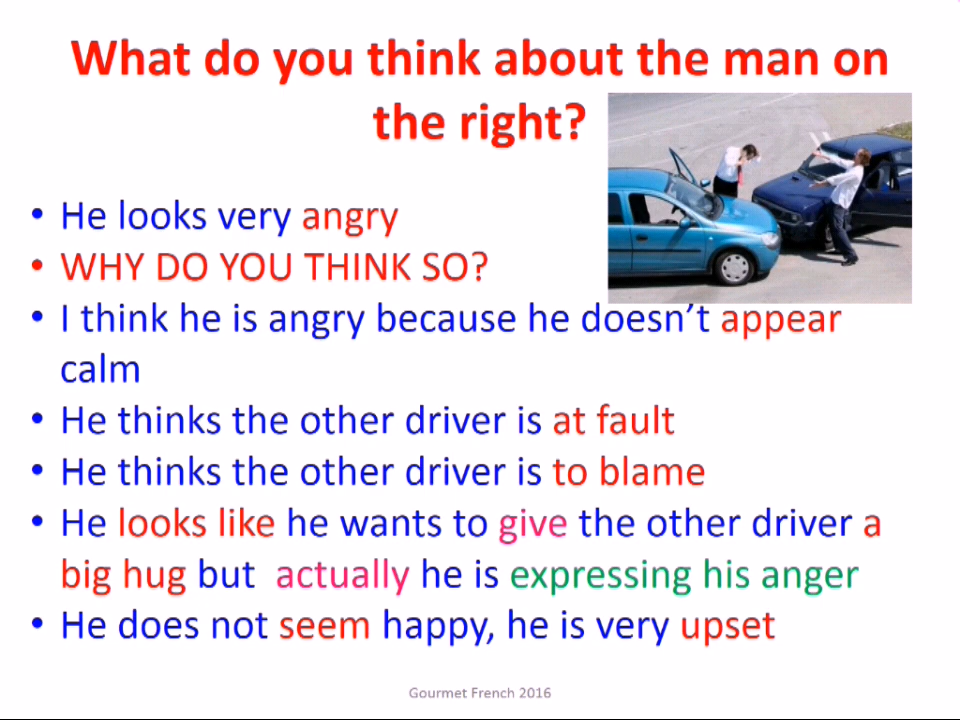 What do you think about the man on
the right?
• He looks very angry
• WHY DO YOU THINK SO?
• I think he is angry because he doesn’t appear
calm
• He thinks the other driver is at fault
• He thinks the other driver is to blame
• He looks like he wants to give the other driver a
big hug but  actually he is expressing his anger
• He does not seem happy, he is very upset
Gourmet French 2016